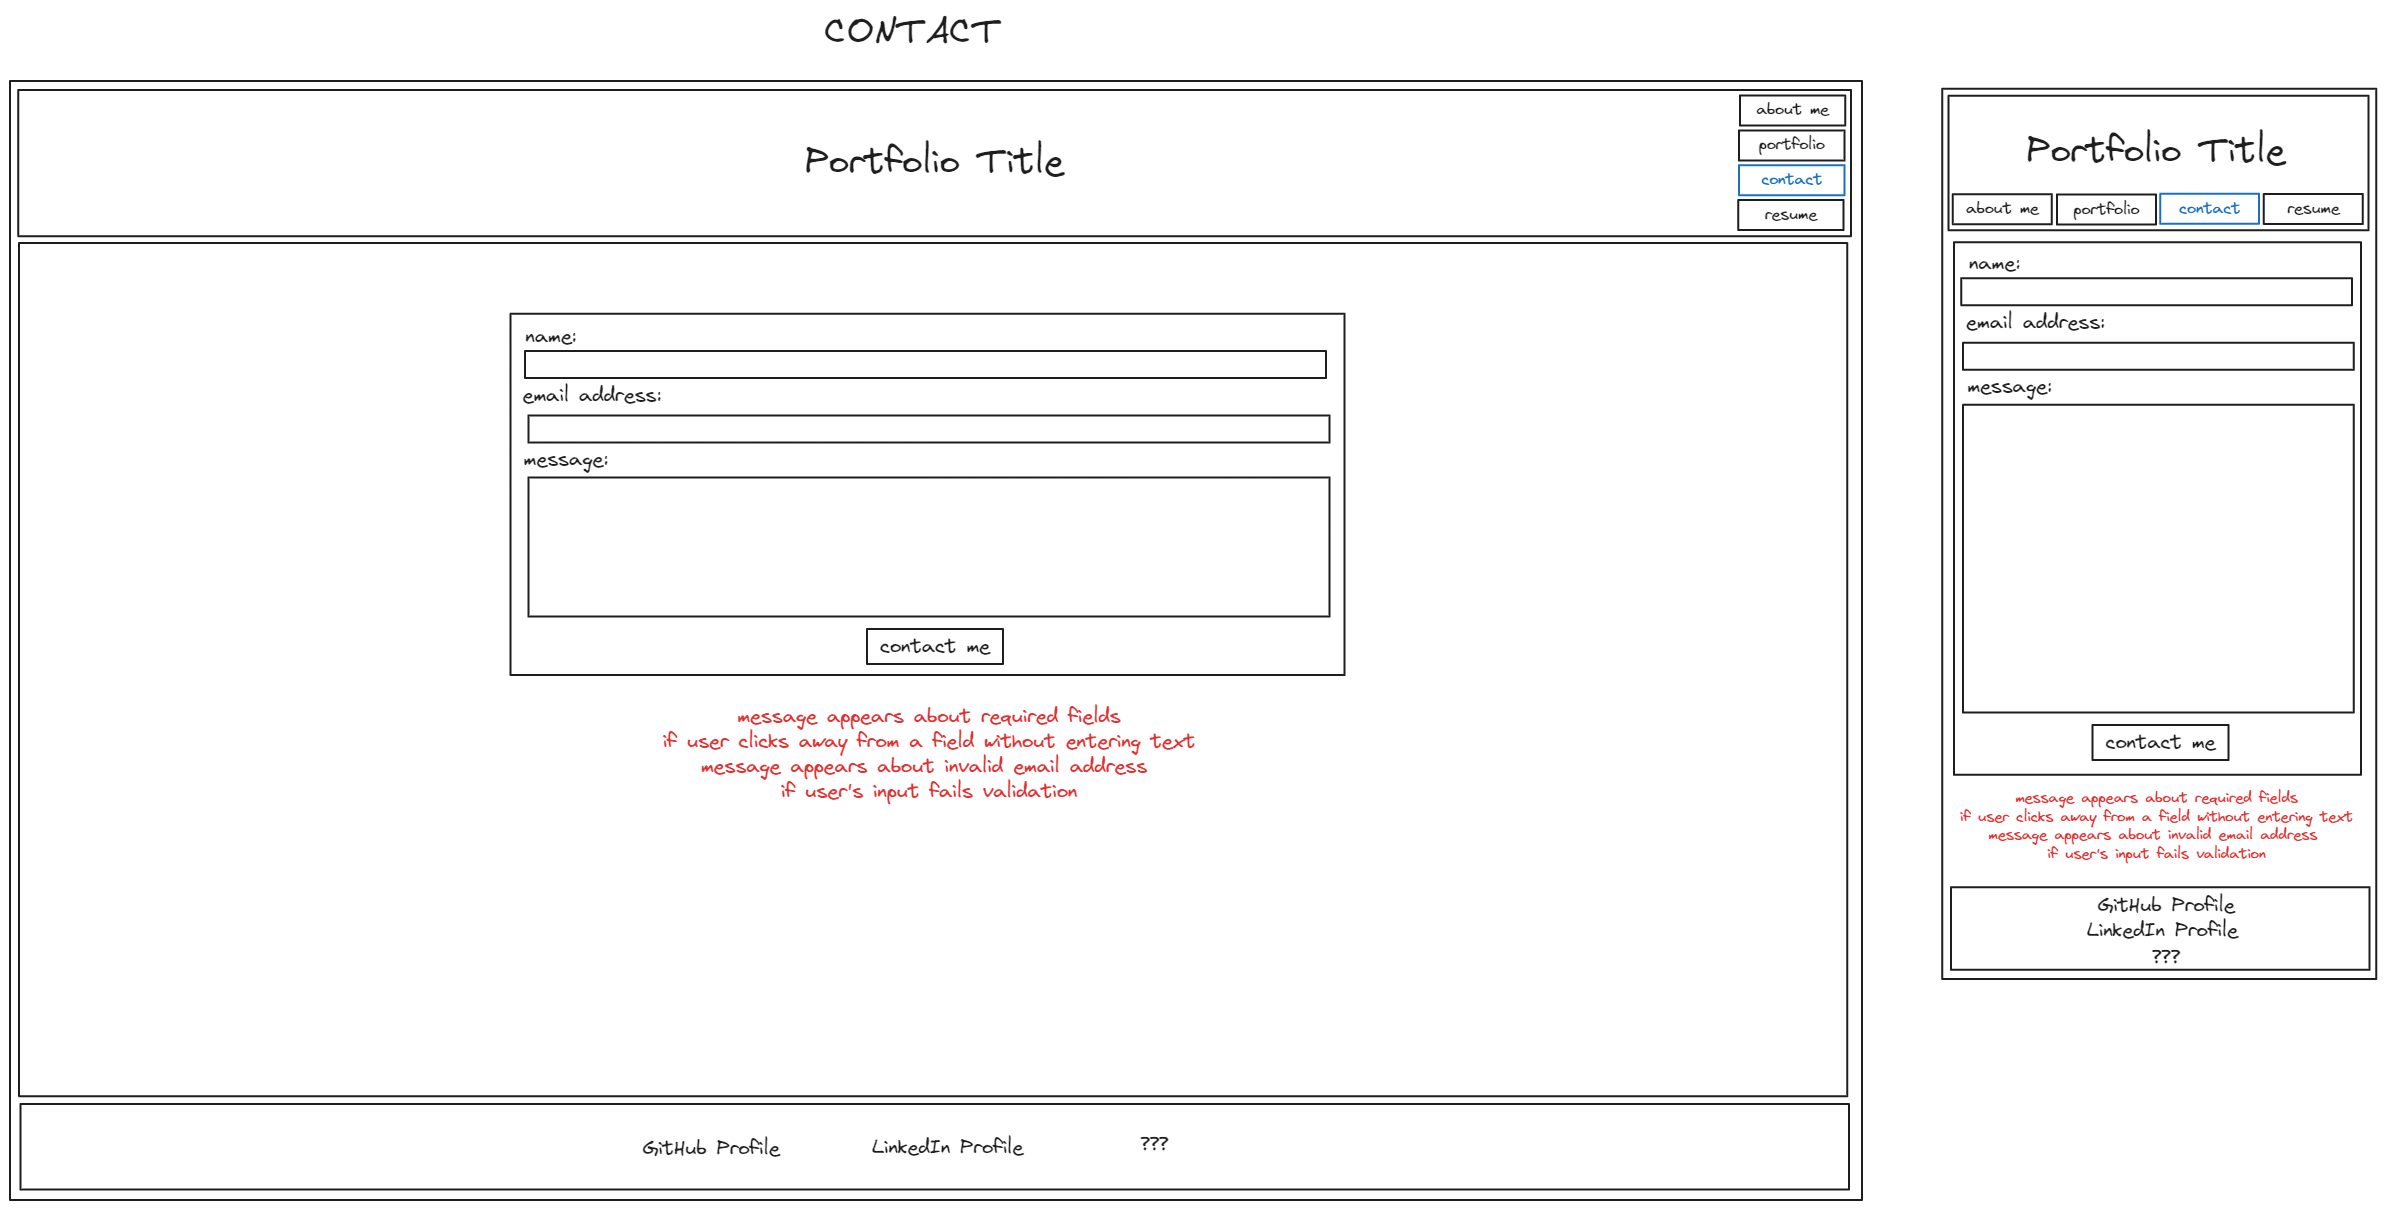 CONTACT
Portfolio Title
about me
portfolio
contact
resume
name:
email address:
message:
contact me
message appears about required fields
if user clicks away from a field without entering text
message appears about invalid email address
if user's input fails validation
GitHub Profile LinkedIn Profile ???
Portfolio Title
about me portfolio contact resume
name:
email address:
message:
contact me
message appears about required fields
if user clicks away from a field without entering text
message appears about invalid email address
if user's input fails validation
GitHub Profile
LinkedIn Profile
???